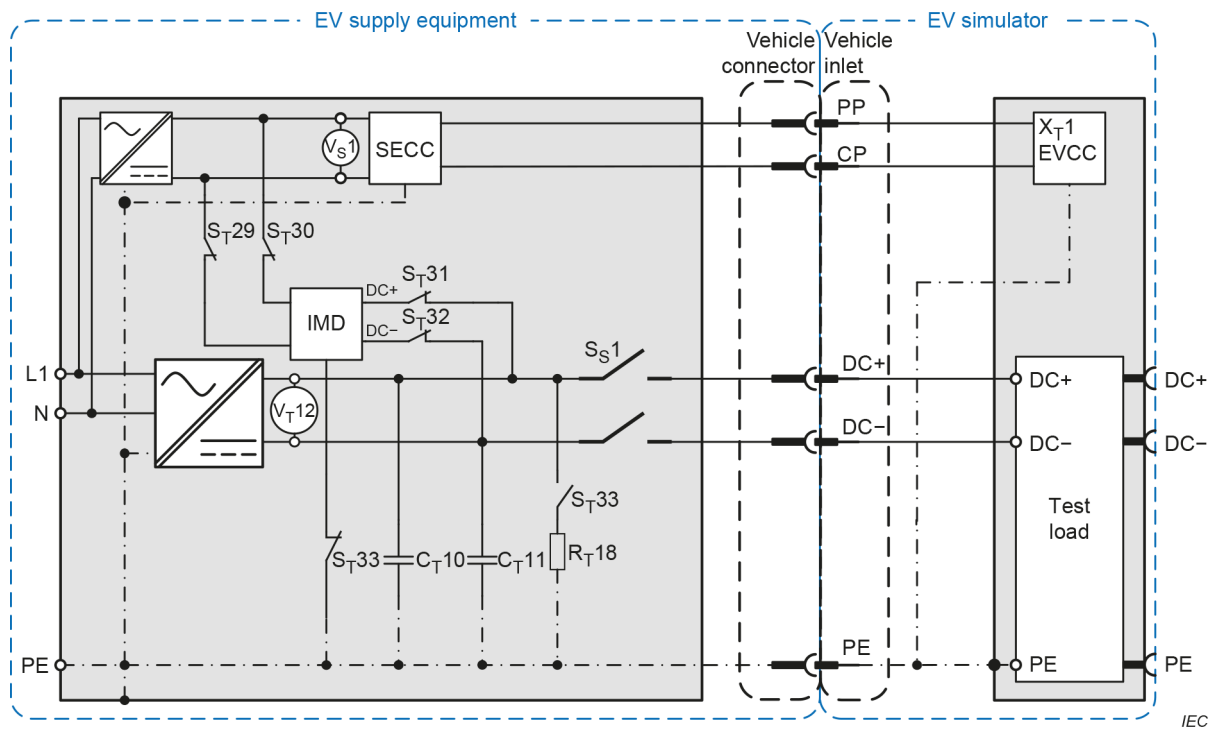 EV supply equipment
EV simulator
Vehicle
connector
Vehicle
inlet
PP
CP
VS1
SECC
XT1
EVCC
ST29
ST30
IMD
DC+
DC−
ST31
ST32
SS1
L1
N
VT12
DC+
DC−
DC+
DC−
DC+
DC−
Test
load
ST33
ST33
CT10
CT11
RT18
PE
PE
PE
PE
IEC